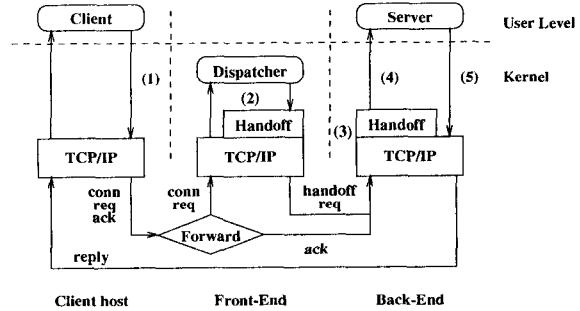 Client
Server
User Level
(1)
Dispatcher
(4)
(5)
Kernel
(2)
Handoff
(3)
Handoff
TCP/IP
TCP/IP
TCP/IP
conn
req
ack
conn
req
handoff
req
Forward
ack
reply
Client host
Front-End
Back-End